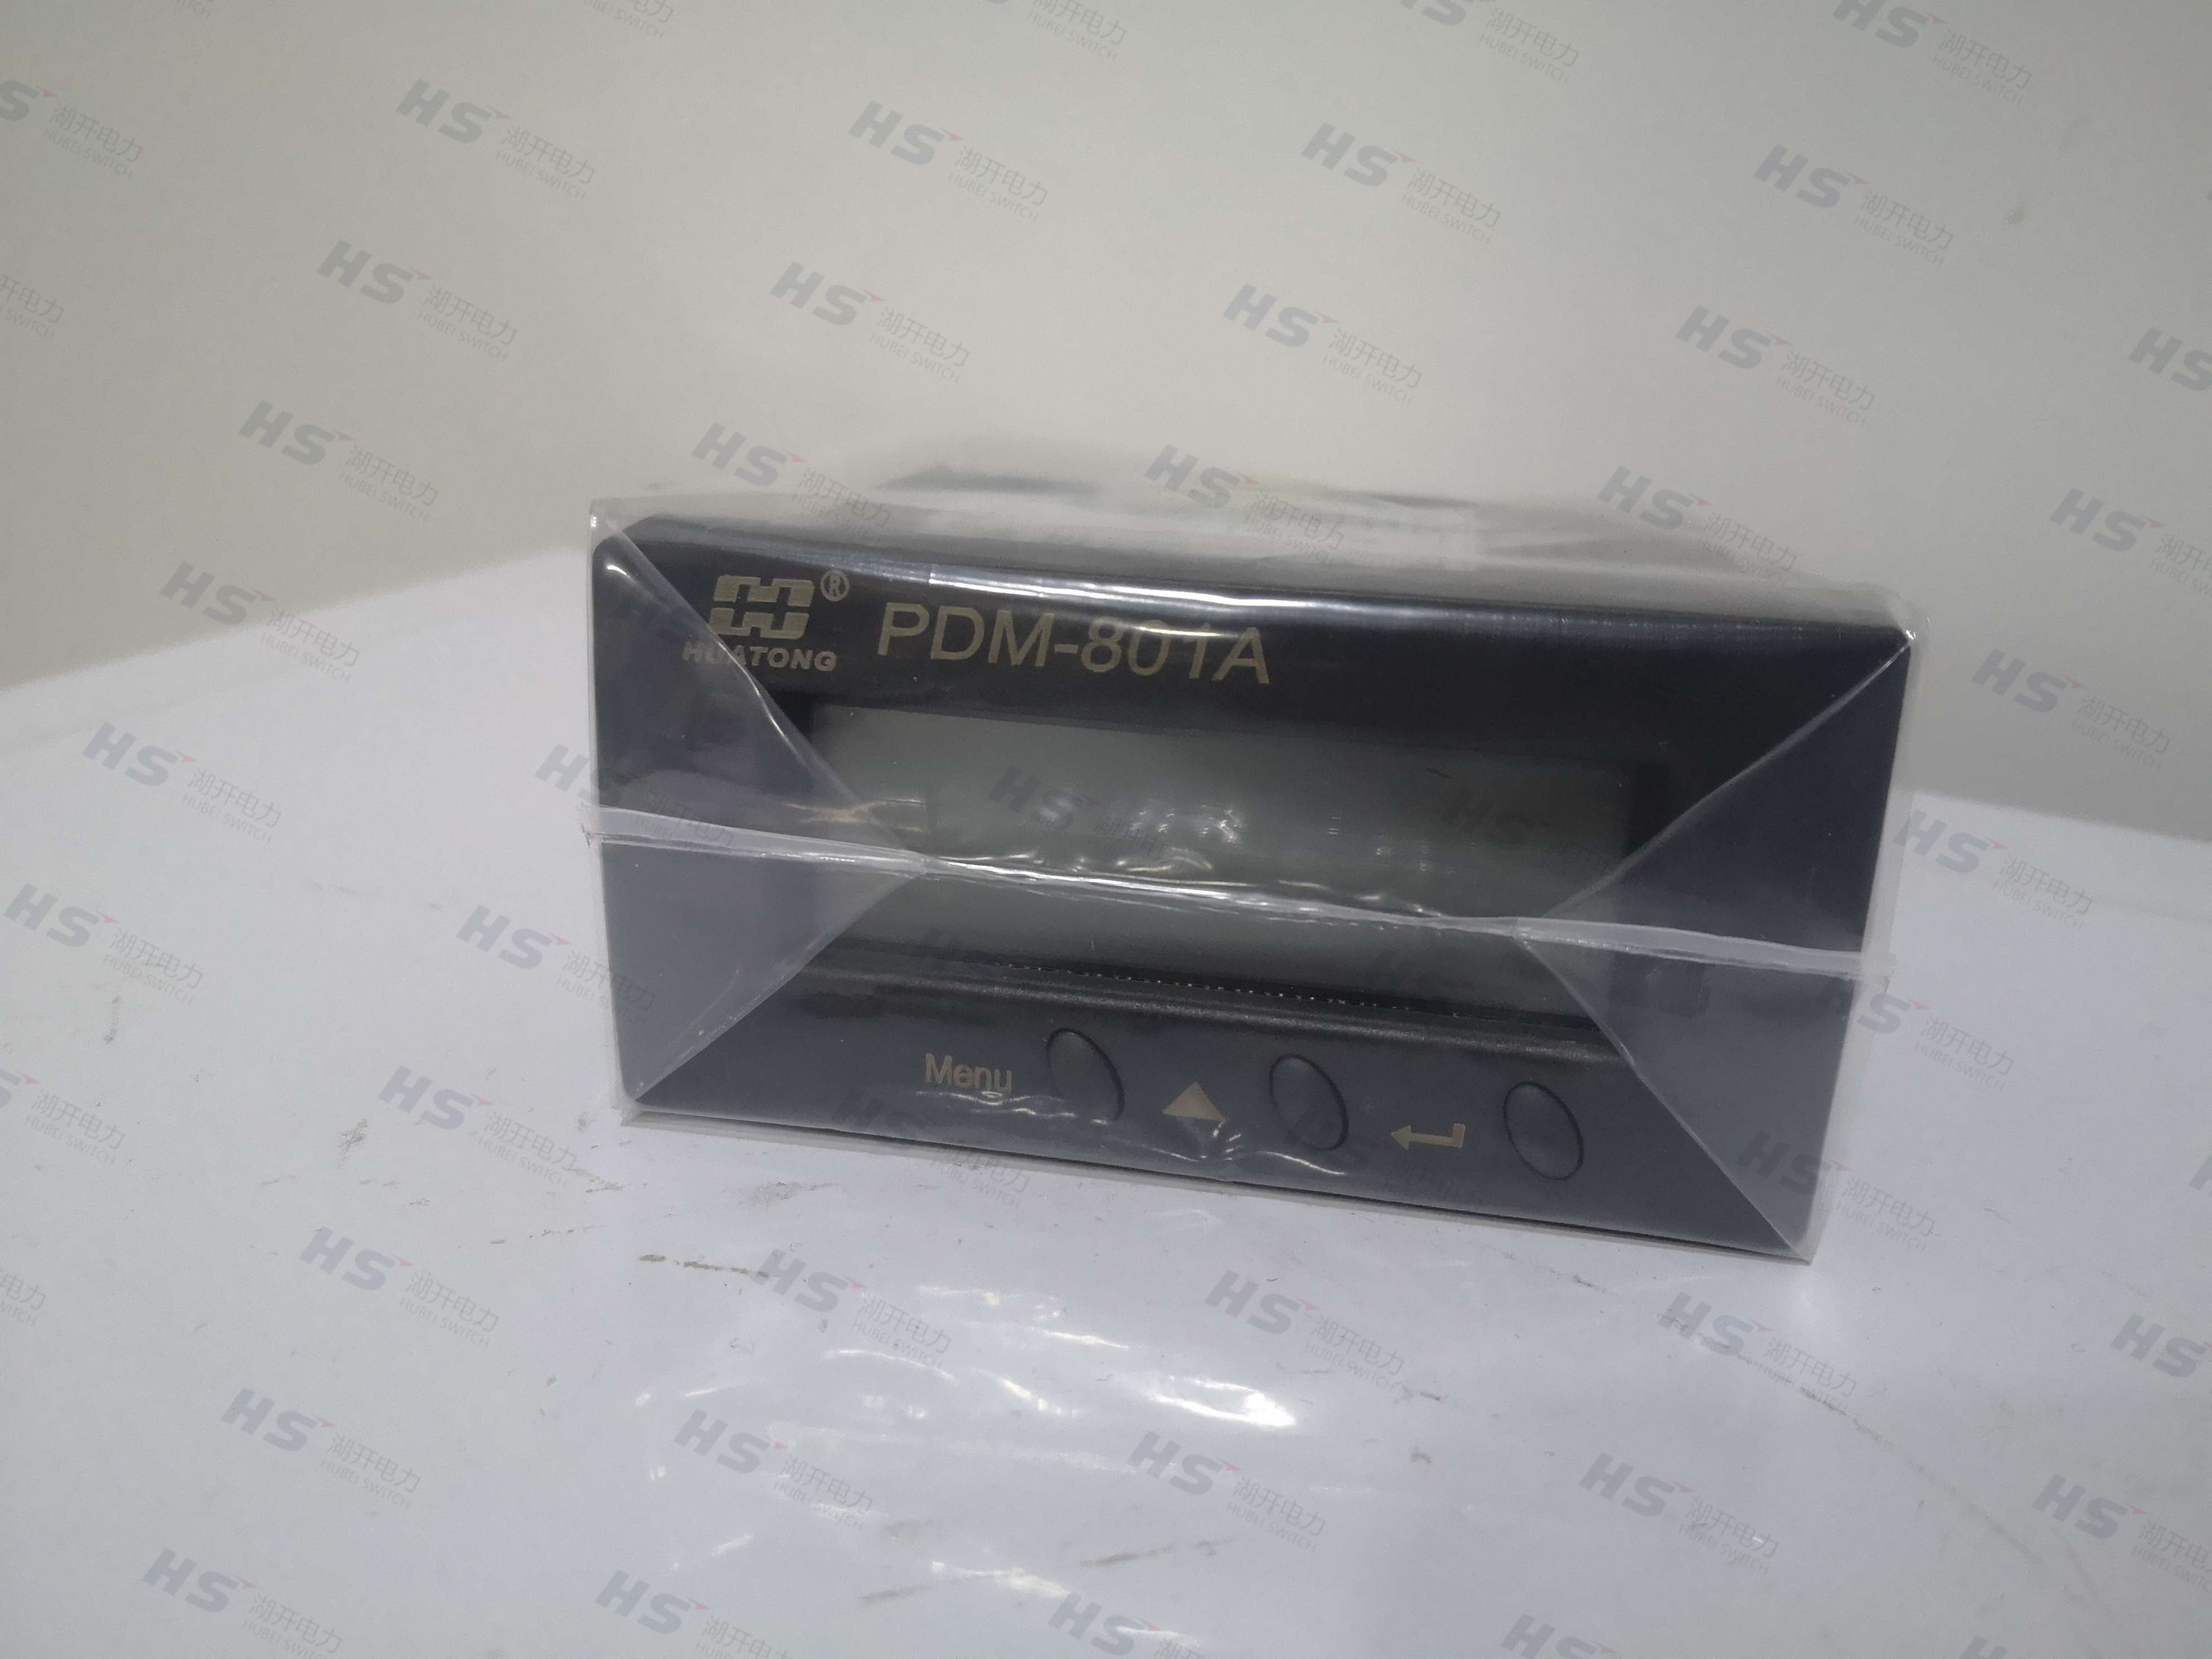 HUATONG
®
PDM-801A
Menu
HS 湖开电力
HUBEI SWITCH